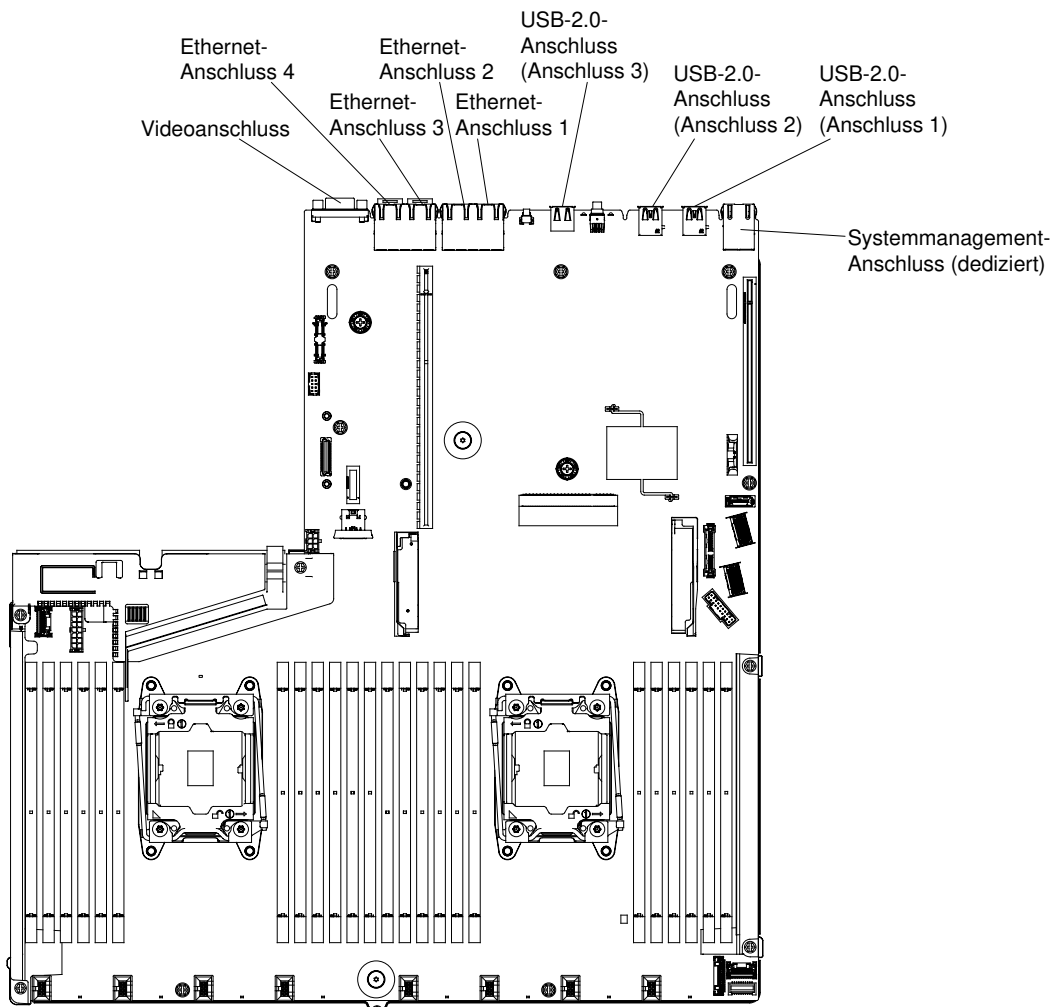 Ethernet-
Anschluss 4
Ethernet-
Anschluss 2
USB-2.0-
Anschluss
(Anschluss 3)
USB-2.0-
Anschluss
(Anschluss 2)
USB-2.0-
Anschluss
(Anschluss 1)
Videoanschluss
Ethernet-
Anschluss 3
Ethernet-
Anschluss 1
Systemmanagement-
Anschluss (dediziert)